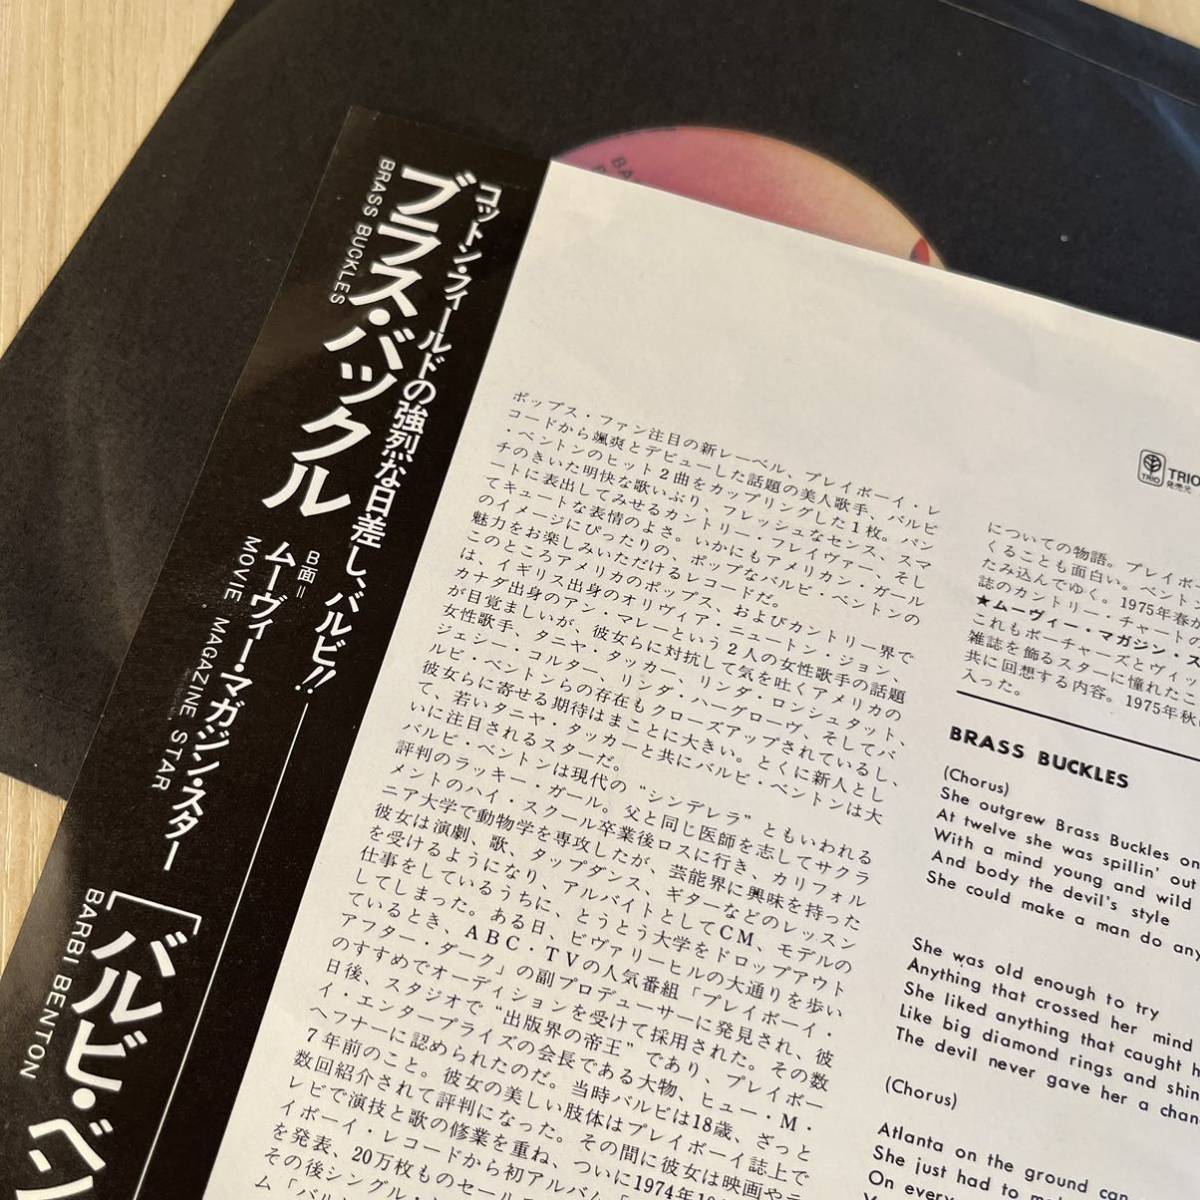 コットン・フィールドの強烈な日差し、バルビ!!
ブラス・バックル
BRASS BUCKLES
B面=
ムーヴィー・マガジン・スター
MOVIE MAGAZINE STAR
[バルビ・ベン
BARBI BENTON
BA
ポップス・ファン注目の新レーベル、プレイボーイ・レ
コードから颯爽とデビューした話題の美人歌手、バルビ
・ベントンのヒット2曲をカップリングした1枚。パン
チのきいた明快な歌いぶり、フレッシュなセンス、スマ
ートに表出してみせるカントリー・フレイヴァー、そし
てキュートな表情のよさ。いかにもアメリカン・ガール
のイメージにぴったりの、ポップなバルビ・ベントンの
魅力をお楽しみいただけるレコードだ。
このところアメリカのポップス、およびカントリー界で
は、イギリス出身のオリヴィア・ニュートン・ジョン、
カナダ出身のアン・マレーという2人の女性歌手の話題
が目覚ましいが、彼女らに対抗して気を吐くアメリカの
女性歌手、タニヤ・タッカー、リンダ・ロンシュタット、
ジェシー・コルター、リンダ・ハーグローヴ、そしてバ
ルビ・ベントンらの存在もクローズアップされているし、
彼女らに寄せる期待はまことに大きい。とくに新人とし
て、若いタニヤ・タッカーと共にバルビ・ベントンは大
いに注目されるスターだ。
バルビ・ベントンは現代の“シンデレラ”ともいわれる
評判のラッキー・ガール。父と同じ医師を志してサクラ
メントのハイ・スクール卒業後ロスに行き、カリフォル
ニア大学で動物学を専攻したが、芸能界に興味を持った
彼女は演劇、歌、タップダンス、ギターなどのレッスン
を受けるようになり、アルバイトとしてCM、モデルの
仕事をしているうちに、とうとう大学をドロップアウト
してしまった。ある日、ビヴァリーヒルの大通りを歩い
ているとき、ABC・TVの人気番組「プレイボーイ・
アフター・ダーク」の副プロデューサーに発見され、彼
のすすめでオーディションを受けて採用された。その数
日後、スタジオで“出版界の帝王”であり、プレイボー
イ・エンタープライズの会長である大物、ヒュー・M・
ヘフナーに認められたのだ。当時バルビは18歳、ざっと
7年前のこと。彼女の美しい肢体はプレイボーイ誌上で
数回紹介されて評判になった。その間に彼女は映画やテ
レビで演技と歌の修業を重ね、ついに1974年10
イボーイ・レコードから初アルバム「
を発表、20万枚ものセール
その後シングル・
ム「バル
TRIO
TRIO
発売元
についての物語。プレイボー
くることも面白い。ベント
たみ込んでゆく。1975年春か
誌のカントリー・チャートの
★ムーヴィー・マガジン・ス
これもボーチャーズとヴィッ
雑誌を飾るスターに憧れたこ
共に回想する内容。1975年秋に
入った。
BRASS BUCKLES
(Chorus)
She outgrew Brass Buckles on
At twelve she was spillin' out
With a mind young and wild
And body the devil's style
She could make a man do any
She was old enough to try
Anything that crossed her mind
She liked anything that caught h
Like big diamond rings and shin
The devil never gave her a chan
(Chorus)
Atlanta on the ground can
She just had to
On every